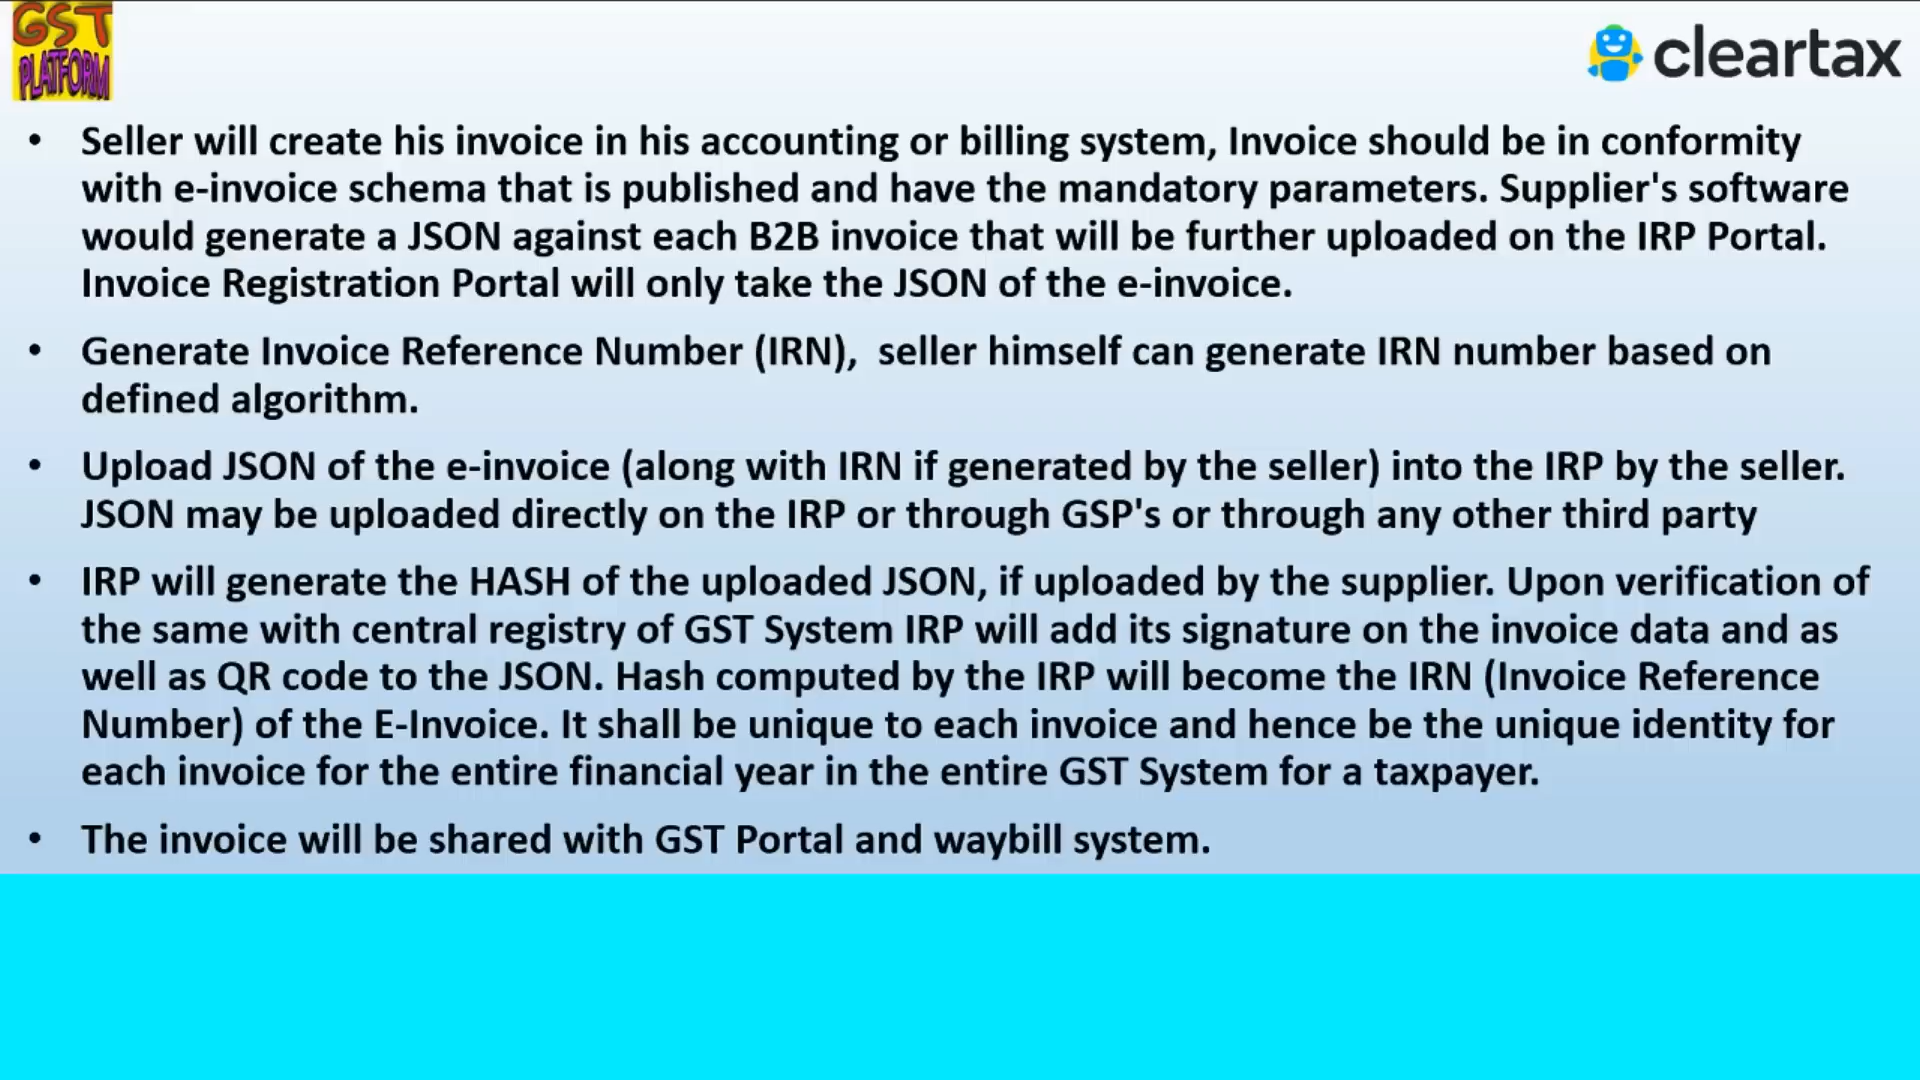 GST
PLATFORM
cleartax
• Seller will create his invoice in his accounting or billing system, Invoice should be in conformity
with e-invoice schema that is published and have the mandatory parameters. Supplier's software
would generate a JSON against each B2B invoice that will be further uploaded on the IRP Portal.
Invoice Registration Portal will only take the JSON of the e-invoice.
• Generate Invoice Reference Number (IRN),  seller himself can generate IRN number based on
defined algorithm.
• Upload JSON of the e-invoice (along with IRN if generated by the seller) into the IRP by the seller.
JSON may be uploaded directly on the IRP or through GSP's or through any other third party
• IRP will generate the HASH of the uploaded JSON, if uploaded by the supplier. Upon verification of
the same with central registry of GST System IRP will add its signature on the invoice data and as
well as QR code to the JSON. Hash computed by the IRP will become the IRN (Invoice Reference
Number) of the E-Invoice. It shall be unique to each invoice and hence be the unique identity for
each invoice for the entire financial year in the entire GST System for a taxpayer.
• The invoice will be shared with GST Portal and waybill system.